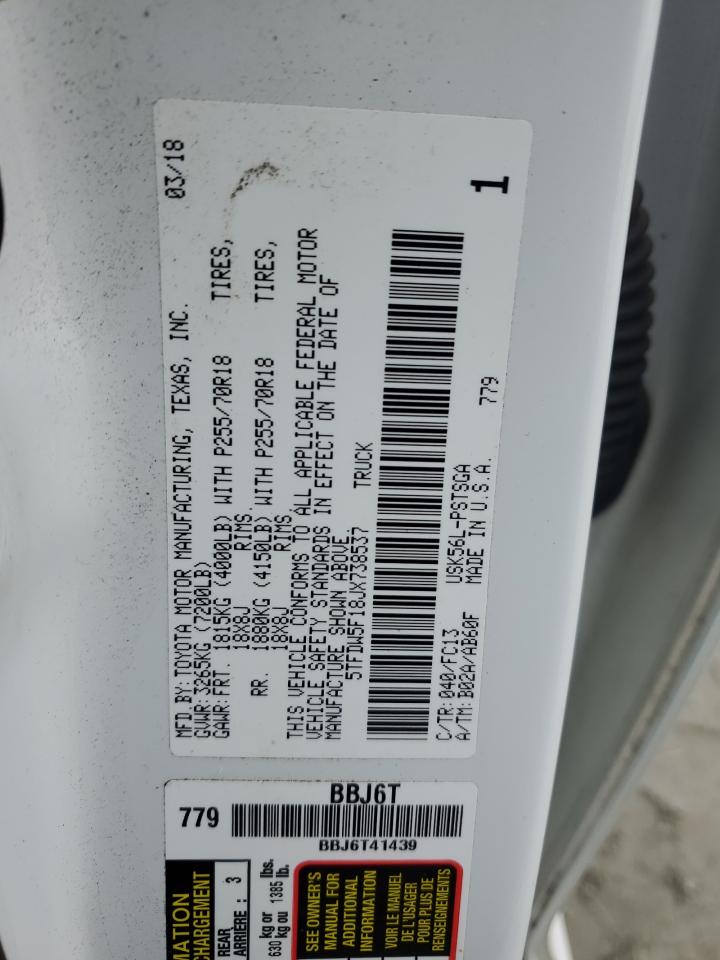 MFD.BY:TOYOTA MOTOR MANUFACTURING, TEXAS, INC. 03/18
GVWR:3265KG (7200LB)
GAWR:FRT. 1815KG (4000LB) WITH P255/70R18 TIRES,
18X8J RIMS.
RR. 1880KG (4150LB) WITH P255/70R18 TIRES,
18X8J RIMS.
THIS VEHICLE CONFORMS TO ALL APPLICABLE FEDERAL MOTOR
VEHICLE SAFETY STANDARDS IN EFFECT ON THE DATE OF
MANUFACTURE SHOWN ABOVE.
5TFDW5F18JX738537 TRUCK
C/TR:040/FC13 USK56L-PSTSGA 779
A/TM:B02A/AB60F MADE IN U.S.A. 1
779 BBJ6T
BBJ6T41439
MATION
CHARGEMENT
REAR
ARRIÈRE : 3
630 kg or 1385 lbs.
630 kg ou 1385 lb.
SEE OWNER'S
MANUAL FOR
ADDITIONAL
INFORMATION
VOIR LE MANUEL
DE L'USAGER
POUR PLUS DE
RENSEIGNEMENTS